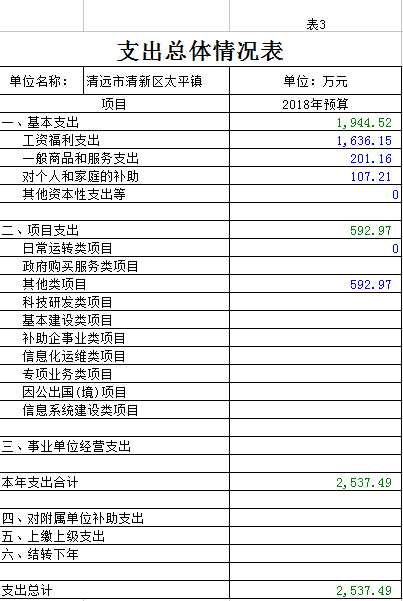 表3
支出总体情况表
单位名称： 清远市清新区太平镇 单位：万元
项目 2018年预算
一、基本支出 1,944.52
工资福利支出 1,636.15
一般商品和服务支出 201.16
对个人和家庭的补助 107.21
其他资本性支出等 0
二、项目支出 592.97
日常运转类项目 0
政府购买服务类项目
其他类项目 592.97
科技研发类项目
基本建设类项目
补助企事业类项目
信息化运维类项目
专项业务类项目
因公出国(境)项目
信息系统建设类项目
三、事业单位经营支出
本年支出合计 2,537.49
四、对附属单位补助支出
五、上缴上级支出
六、结转下年
支出总计 2,537.49